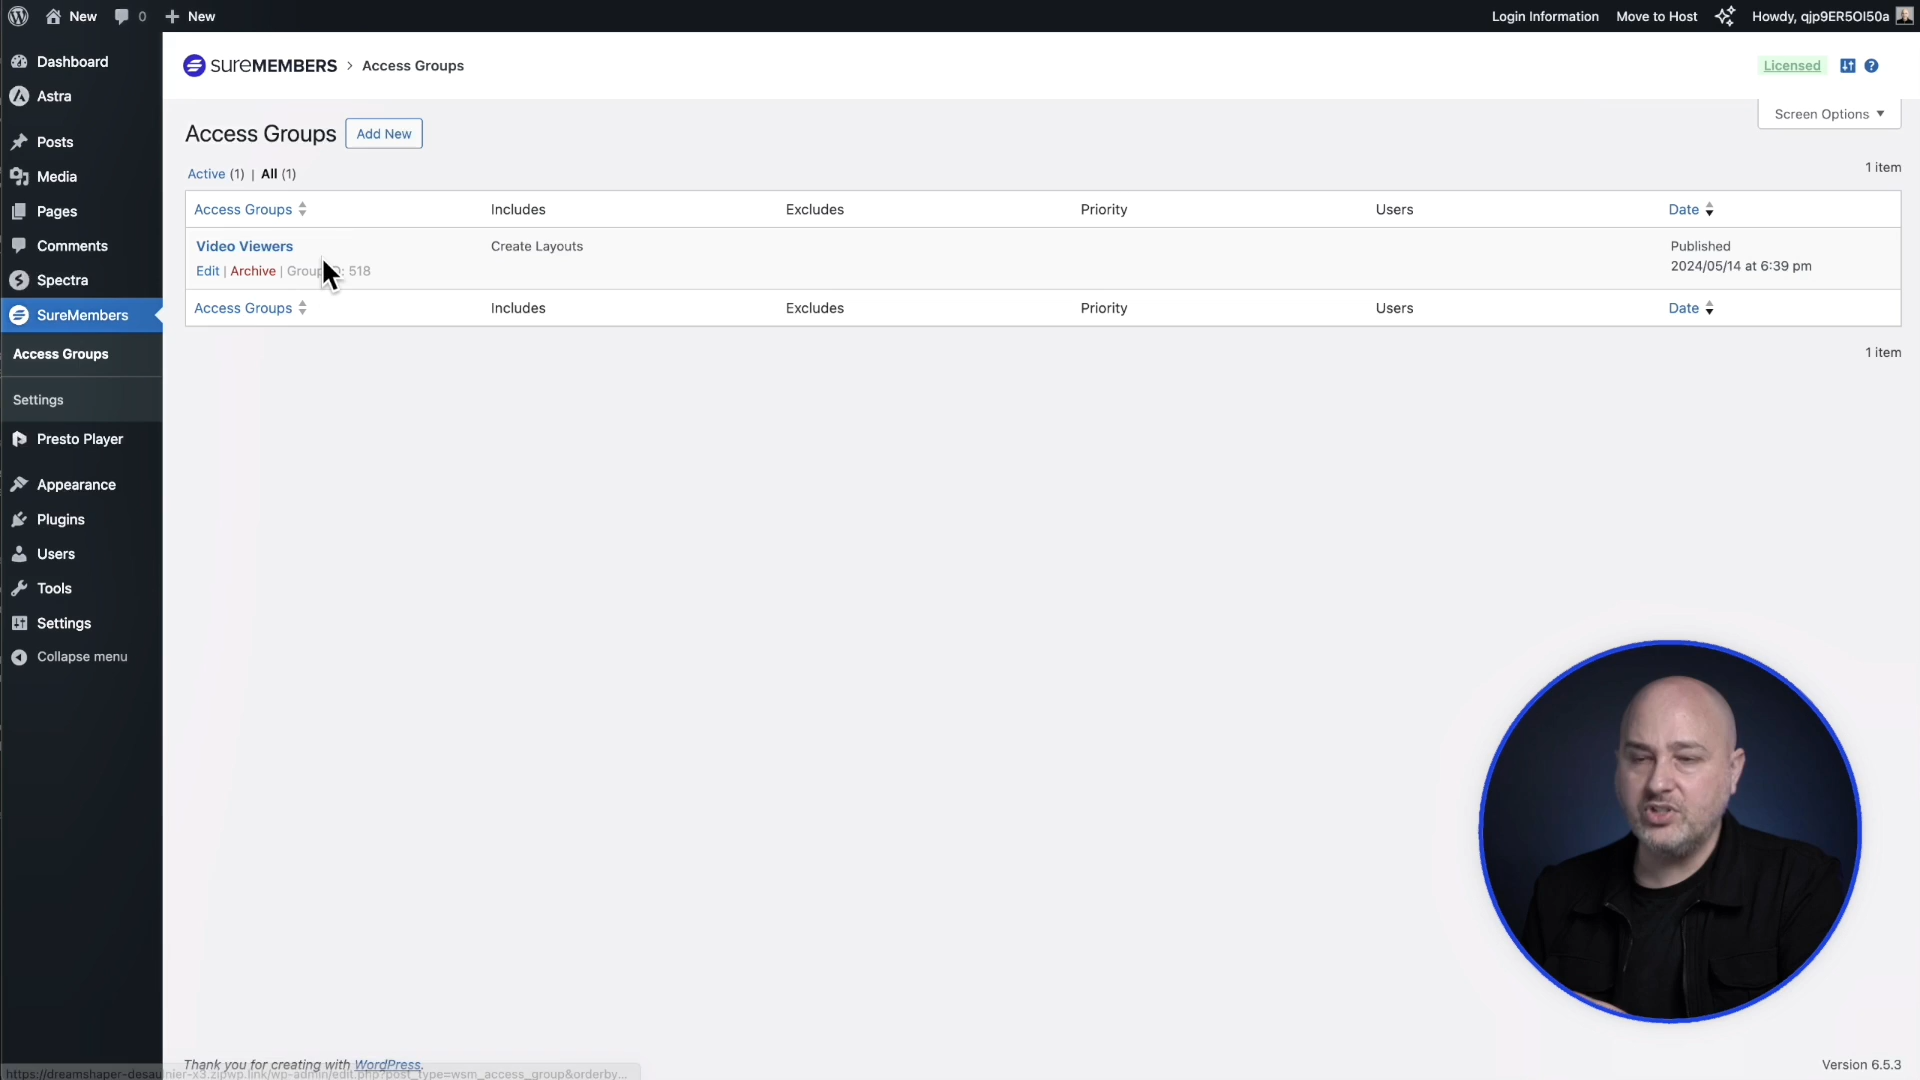 New 0 New
Login Information Move to Host Howdy, qjp9ER5OI50a
Dashboard
Astra
Posts
Media
Pages
Comments
Spectra
SureMembers
Access Groups
Settings
Presto Player
Appearance
Plugins
Users
Tools
Settings
Collapse menu
SureMEMBERS > Access Groups
Licensed
Screen Options
Access Groups Add New
Active (1) | All (1)
1 item
Access Groups Includes Excludes Priority Users Date
Video Viewers Create Layouts Published
Edit | Archive | Group : 518 2024/05/14 at 6:39 pm
Access Groups Includes Excludes Priority Users Date
1 item
Thank you for creating with WordPress.
Version 6.5.3
https://dreamshaper-desaulnier-x3.zipwp.link/wp-admin/edit.php?post_type=wsm_access_group&orderby...